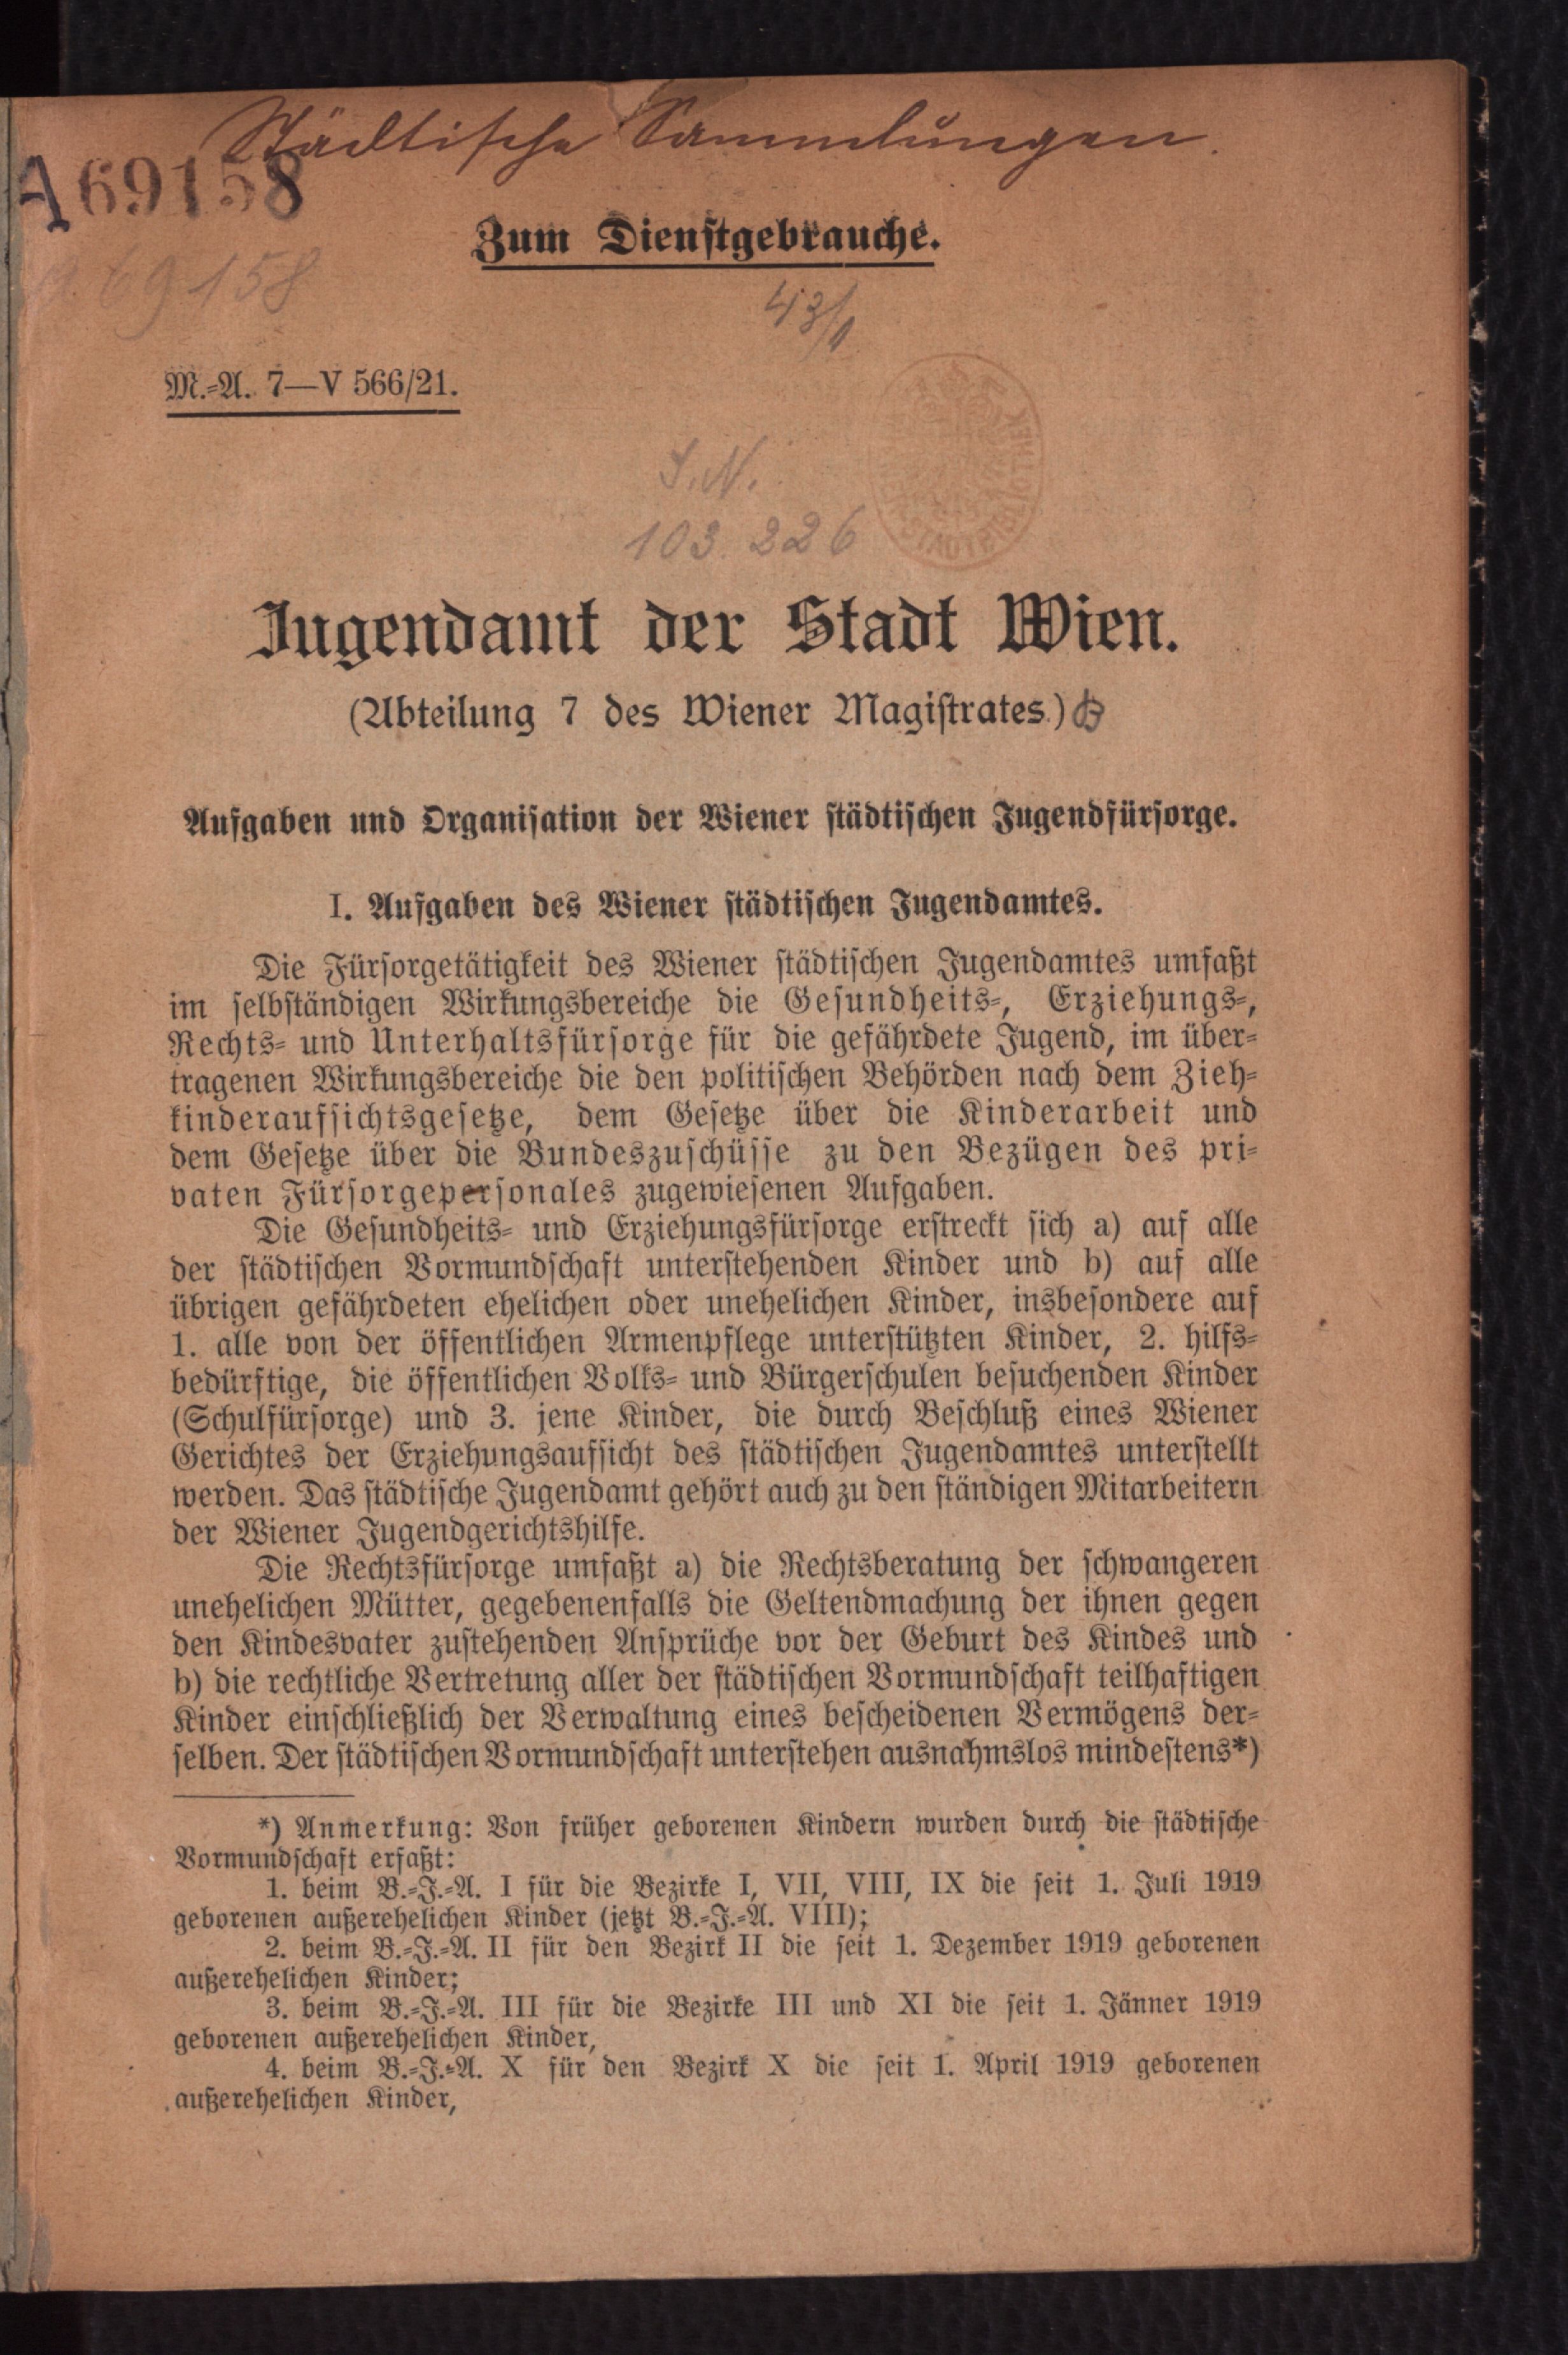 Städtische Sammlungen.
A 69158
Zum Dienstgebrauche.
A. 69158
43/
M.-A. 7—V 566/21.
J.N.
103.226
Jugendamt der Stadt Wien.
(Abteilung 7 des Wiener Magistrates.)
Aufgaben und Organisation der Wiener städtischen Jugendfürsorge.
I. Aufgaben des Wiener städtischen Jugendamtes.
Die Fürsorgetätigkeit des Wiener städtischen Jugendamtes umfaßt
im selbständigen Wirkungsbereiche die Gesundheits-, Erziehungs-,
Rechts- und Unterhaltsfürsorge für die gefährdete Jugend, im über-
tragenen Wirkungsbereiche die den politischen Behörden nach dem Zieh-
kinderaufsichtsgesetze, dem Gesetze über die Kinderarbeit und
dem Gesetze über die Bundeszuschüsse zu den Bezügen des pri-
vaten Fürsorgepersonales zugewiesenen Aufgaben.
Die Gesundheits- und Erziehungsfürsorge erstreckt sich a) auf alle
der städtischen Vormundschaft unterstehenden Kinder und b) auf alle
übrigen gefährdeten ehelichen oder unehelichen Kinder, insbesondere auf
1. alle von der öffentlichen Armenpflege unterstützten Kinder, 2. hilfs-
bedürftige, die öffentlichen Volks- und Bürgerschulen besuchenden Kinder
(Schulfürsorge) und 3. jene Kinder, die durch Beschluß eines Wiener
Gerichtes der Erziehungsaufsicht des städtischen Jugendamtes unterstellt
werden. Das städtische Jugendamt gehört auch zu den ständigen Mitarbeitern
der Wiener Jugendgerichtshilfe.
Die Rechtsfürsorge umfaßt a) die Rechtsberatung der schwangeren
unehelichen Mütter, gegebenenfalls die Geltendmachung der ihnen gegen
den Kindesvater zustehenden Ansprüche vor der Geburt des Kindes und
b) die rechtliche Vertretung aller der städtischen Vormundschaft teilhaftigen
Kinder einschließlich der Verwaltung eines bescheidenen Vermögens der-
selben. Der städtischen Vormundschaft unterstehen ausnahmslos mindestens*)
*) Anmerkung: Von früher geborenen Kindern wurden durch die städtische
Vormundschaft erfaßt:
1. beim B.-J.-A. I für die Bezirke I, VII, VIII, IX die seit 1. Juli 1919
geborenen außerehelichen Kinder (jetzt B.-J.-A. VIII);
2. beim B.-J.-A. II für den Bezirk II die seit 1. Dezember 1919 geborenen
außerehelichen Kinder;
3. beim B.-J.-A. III für die Bezirke III und XI die seit 1. Jänner 1919
geborenen außerehelichen Kinder,
4. beim B.-J.-A. X für den Bezirk X die seit 1. April 1919 geborenen
außerehelichen Kinder,